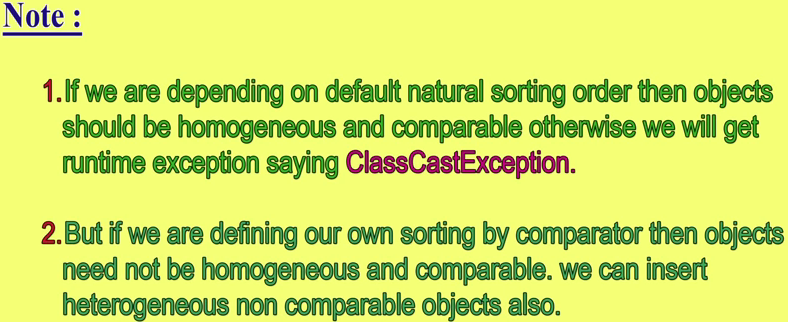 Note :
1.If we are depending on default natural sorting order then objects
should be homogeneous and comparable otherwise we will get
runtime exception saying ClassCastException.
2.But if we are defining our own sorting by comparator then objects
need not be homogeneous and comparable. we can insert
heterogeneous non comparable objects also.